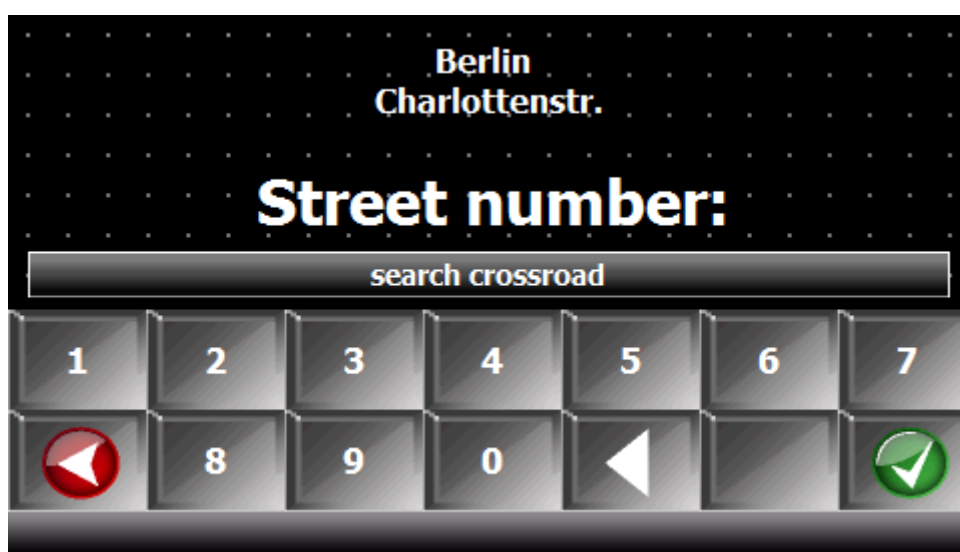 Berlin
Charlottenstr.
Street number:
search crossroad
1 2 3 4 5 6 7
8 9 0